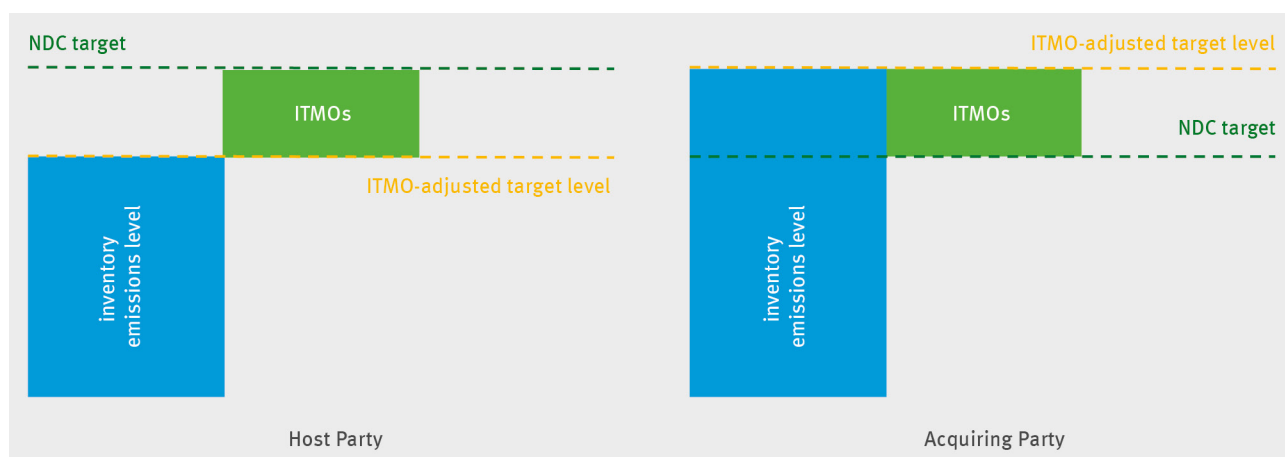 NDC target
ITMOs
ITMO-adjusted target level
inventory
emissions level
Host Party
ITMO-adjusted target level
ITMOs
NDC target
inventory
emissions level
Acquiring Party